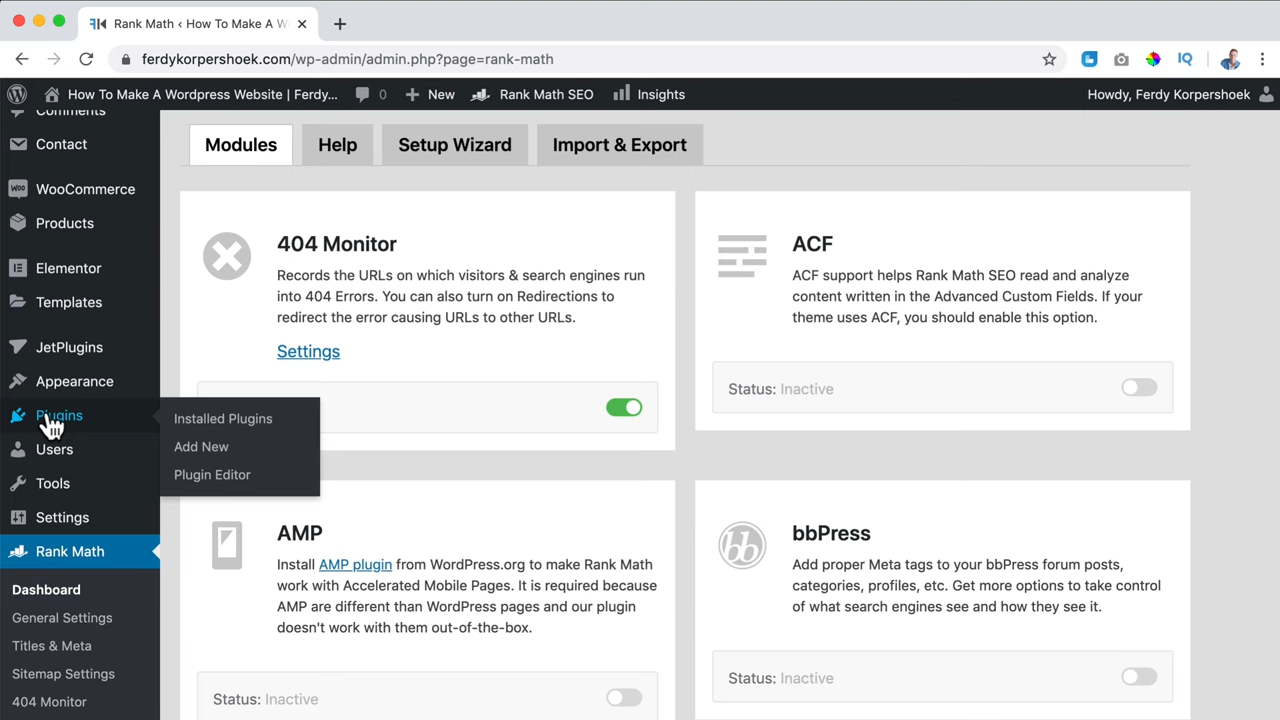 Rank Math ‹ How To Make A W
ferdykorpershoek.com/wp-admin/admin.php?page=rank-math
How To Make A Wordpress Website | Ferdy...
0
New
Rank Math SEO
Insights
Howdy, Ferdy Korpershoek
Comments
Contact
WooCommerce
Products
Elementor
Templates
JetPlugins
Appearance
Plugins
Users
Tools
Settings
Rank Math
Dashboard
General Settings
Titles & Meta
Sitemap Settings
404 Monitor
Installed Plugins
Add New
Plugin Editor
Modules
Help
Setup Wizard
Import & Export
404 Monitor
Records the URLs on which visitors & search engines run
into 404 Errors. You can also turn on Redirections to
redirect the error causing URLs to other URLs.
Settings
ACF
ACF support helps Rank Math SEO read and analyze
content written in the Advanced Custom Fields. If your
theme uses ACF, you should enable this option.
Status: Inactive
AMP
Install AMP plugin from WordPress.org to make Rank Math
work with Accelerated Mobile Pages. It is required because
AMP are different than WordPress pages and our plugin
doesn't work with them out-of-the-box.
Status: Inactive
bbPress
Add proper Meta tags to your bbPress forum posts,
categories, profiles, etc. Get more options to take control
of what search engines see and how they see it.
Status: Inactive